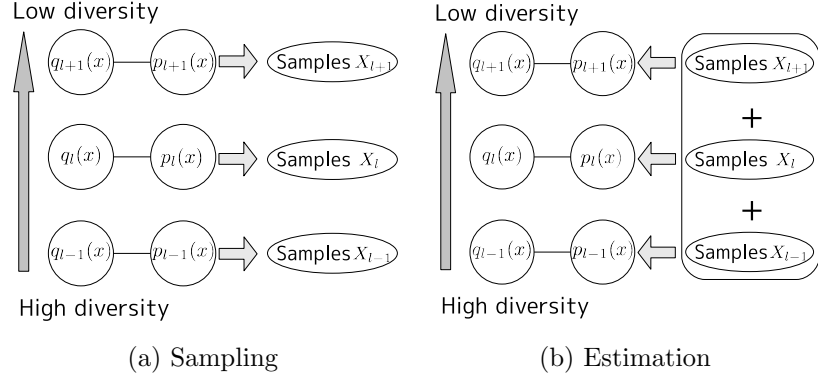 Low diversity
q_{l+1}(x) p_{l+1}(x) Samples X_{l+1}
q_l(x) p_l(x) Samples X_l
q_{l-1}(x) p_{l-1}(x) Samples X_{l-1}
High diversity
(a) Sampling
Low diversity
q_{l+1}(x) p_{l+1}(x) Samples X_{l+1}
+
q_l(x) p_l(x) Samples X_l
+
q_{l-1}(x) p_{l-1}(x) Samples X_{l-1}
High diversity
(b) Estimation